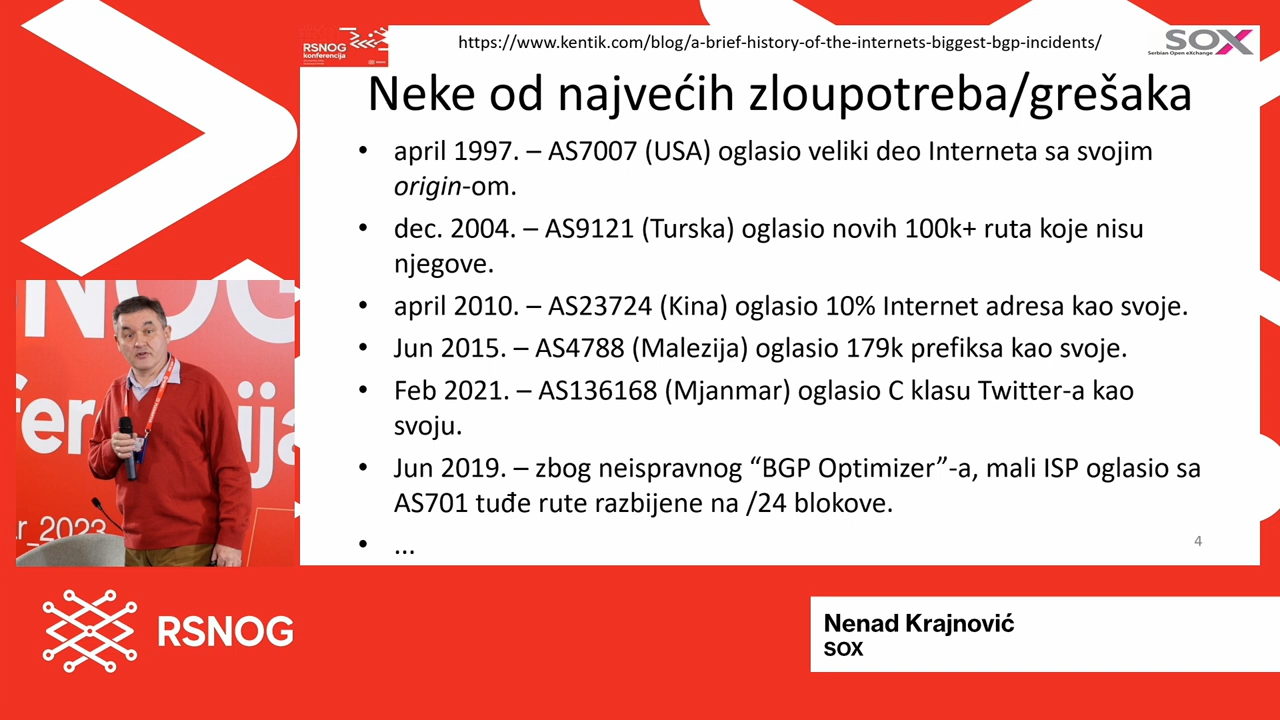 RSNOG
konferencija
https://www.kentik.com/blog/a-brief-history-of-the-internets-biggest-bgp-incidents/
SOX
Serbian Open eXchange
Neke od najvećih zloupotreba/grešaka
• april 1997. – AS7007 (USA) oglasio veliki deo Interneta sa svojim
origin-om.
• dec. 2004. – AS9121 (Turska) oglasio novih 100k+ ruta koje nisu
njegove.
• april 2010. – AS23724 (Kina) oglasio 10% Internet adresa kao svoje.
• Jun 2015. – AS4788 (Malezija) oglasio 179k prefiksa kao svoje.
• Feb 2021. – AS136168 (Mjanmar) oglasio C klasu Twitter-a kao
svoju.
• Jun 2019. – zbog neispravnog “BGP Optimizer”-a, mali ISP oglasio sa
AS701 tuđe rute razbijene na /24 blokove.
• ...
4
RSNOG
Nenad Krajnović
SOX